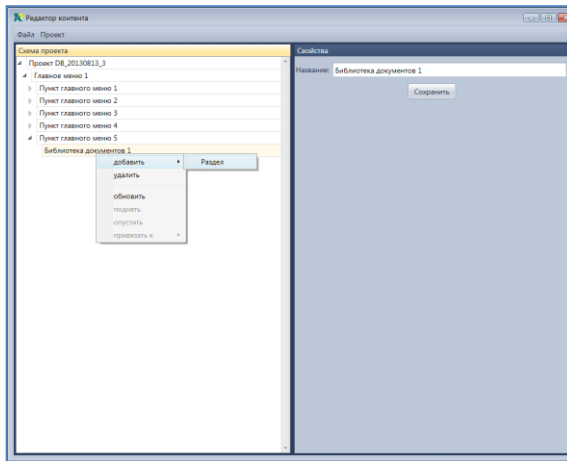 Редактор контента
Файл Проект
Схема проекта
Проект DB_20130813_3
Главное меню 1
Пункт главного меню 1
Пункт главного меню 2
Пункт главного меню 3
Пункт главного меню 4
Пункт главного меню 5
Библиотека документов 1
добавить
Раздел
удалить
обновить
поднять
опустить
привязать к
Свойства
Название: Библиотека документов 1
Сохранить